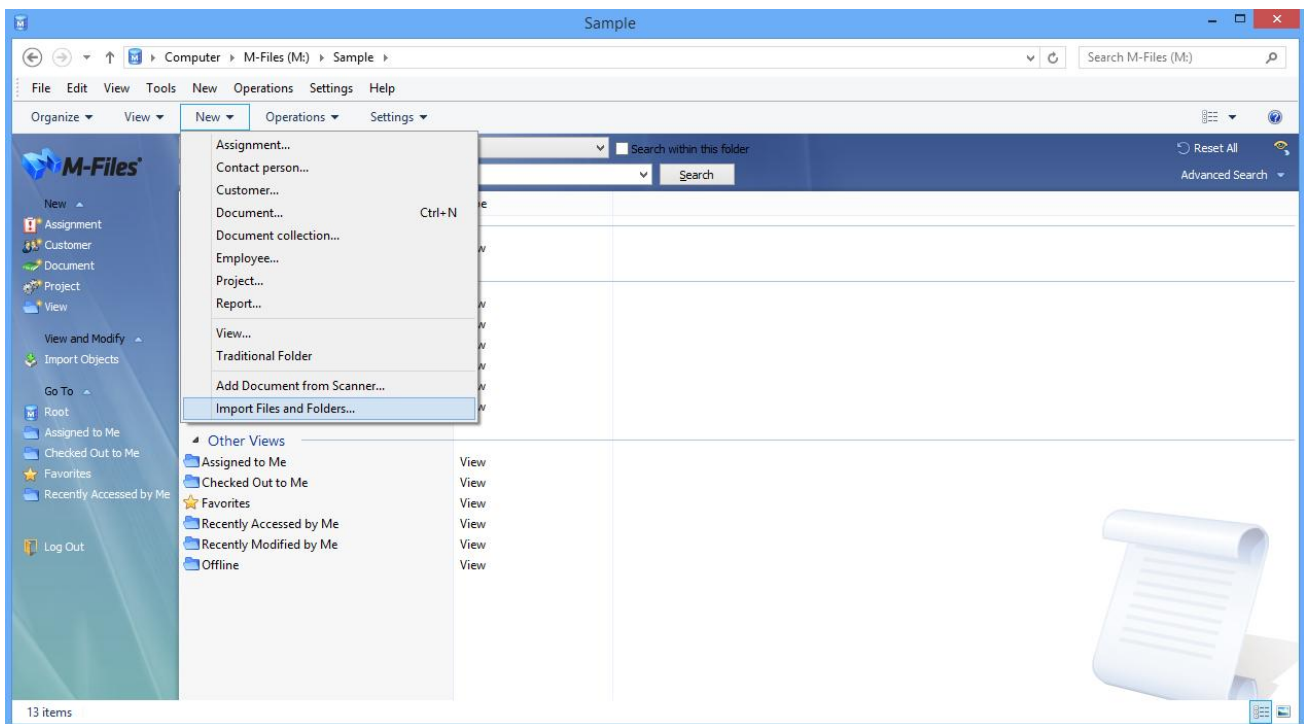 Sample
Computer M-Files (M:) Sample
Search M-Files (M:)
File Edit View Tools New Operations Settings Help
Organize View New Operations Settings
M-Files
Search within this folder
Reset All
Search
Advanced Search
New
Assignment
Customer
Document
Project
View
View and Modify
Import Objects
Go To
Root
Assigned to Me
Checked Out to Me
Favorites
Recently Accessed by Me
Log Out
Assignment...
Contact person...
Customer...
Document... Ctrl+N
Document collection...
Employee...
Project...
Report...
View...
Traditional Folder
Add Document from Scanner...
Import Files and Folders...
Other Views
Assigned to Me View
Checked Out to Me View
Favorites View
Recently Accessed by Me View
Recently Modified by Me View
Offline View
13 items